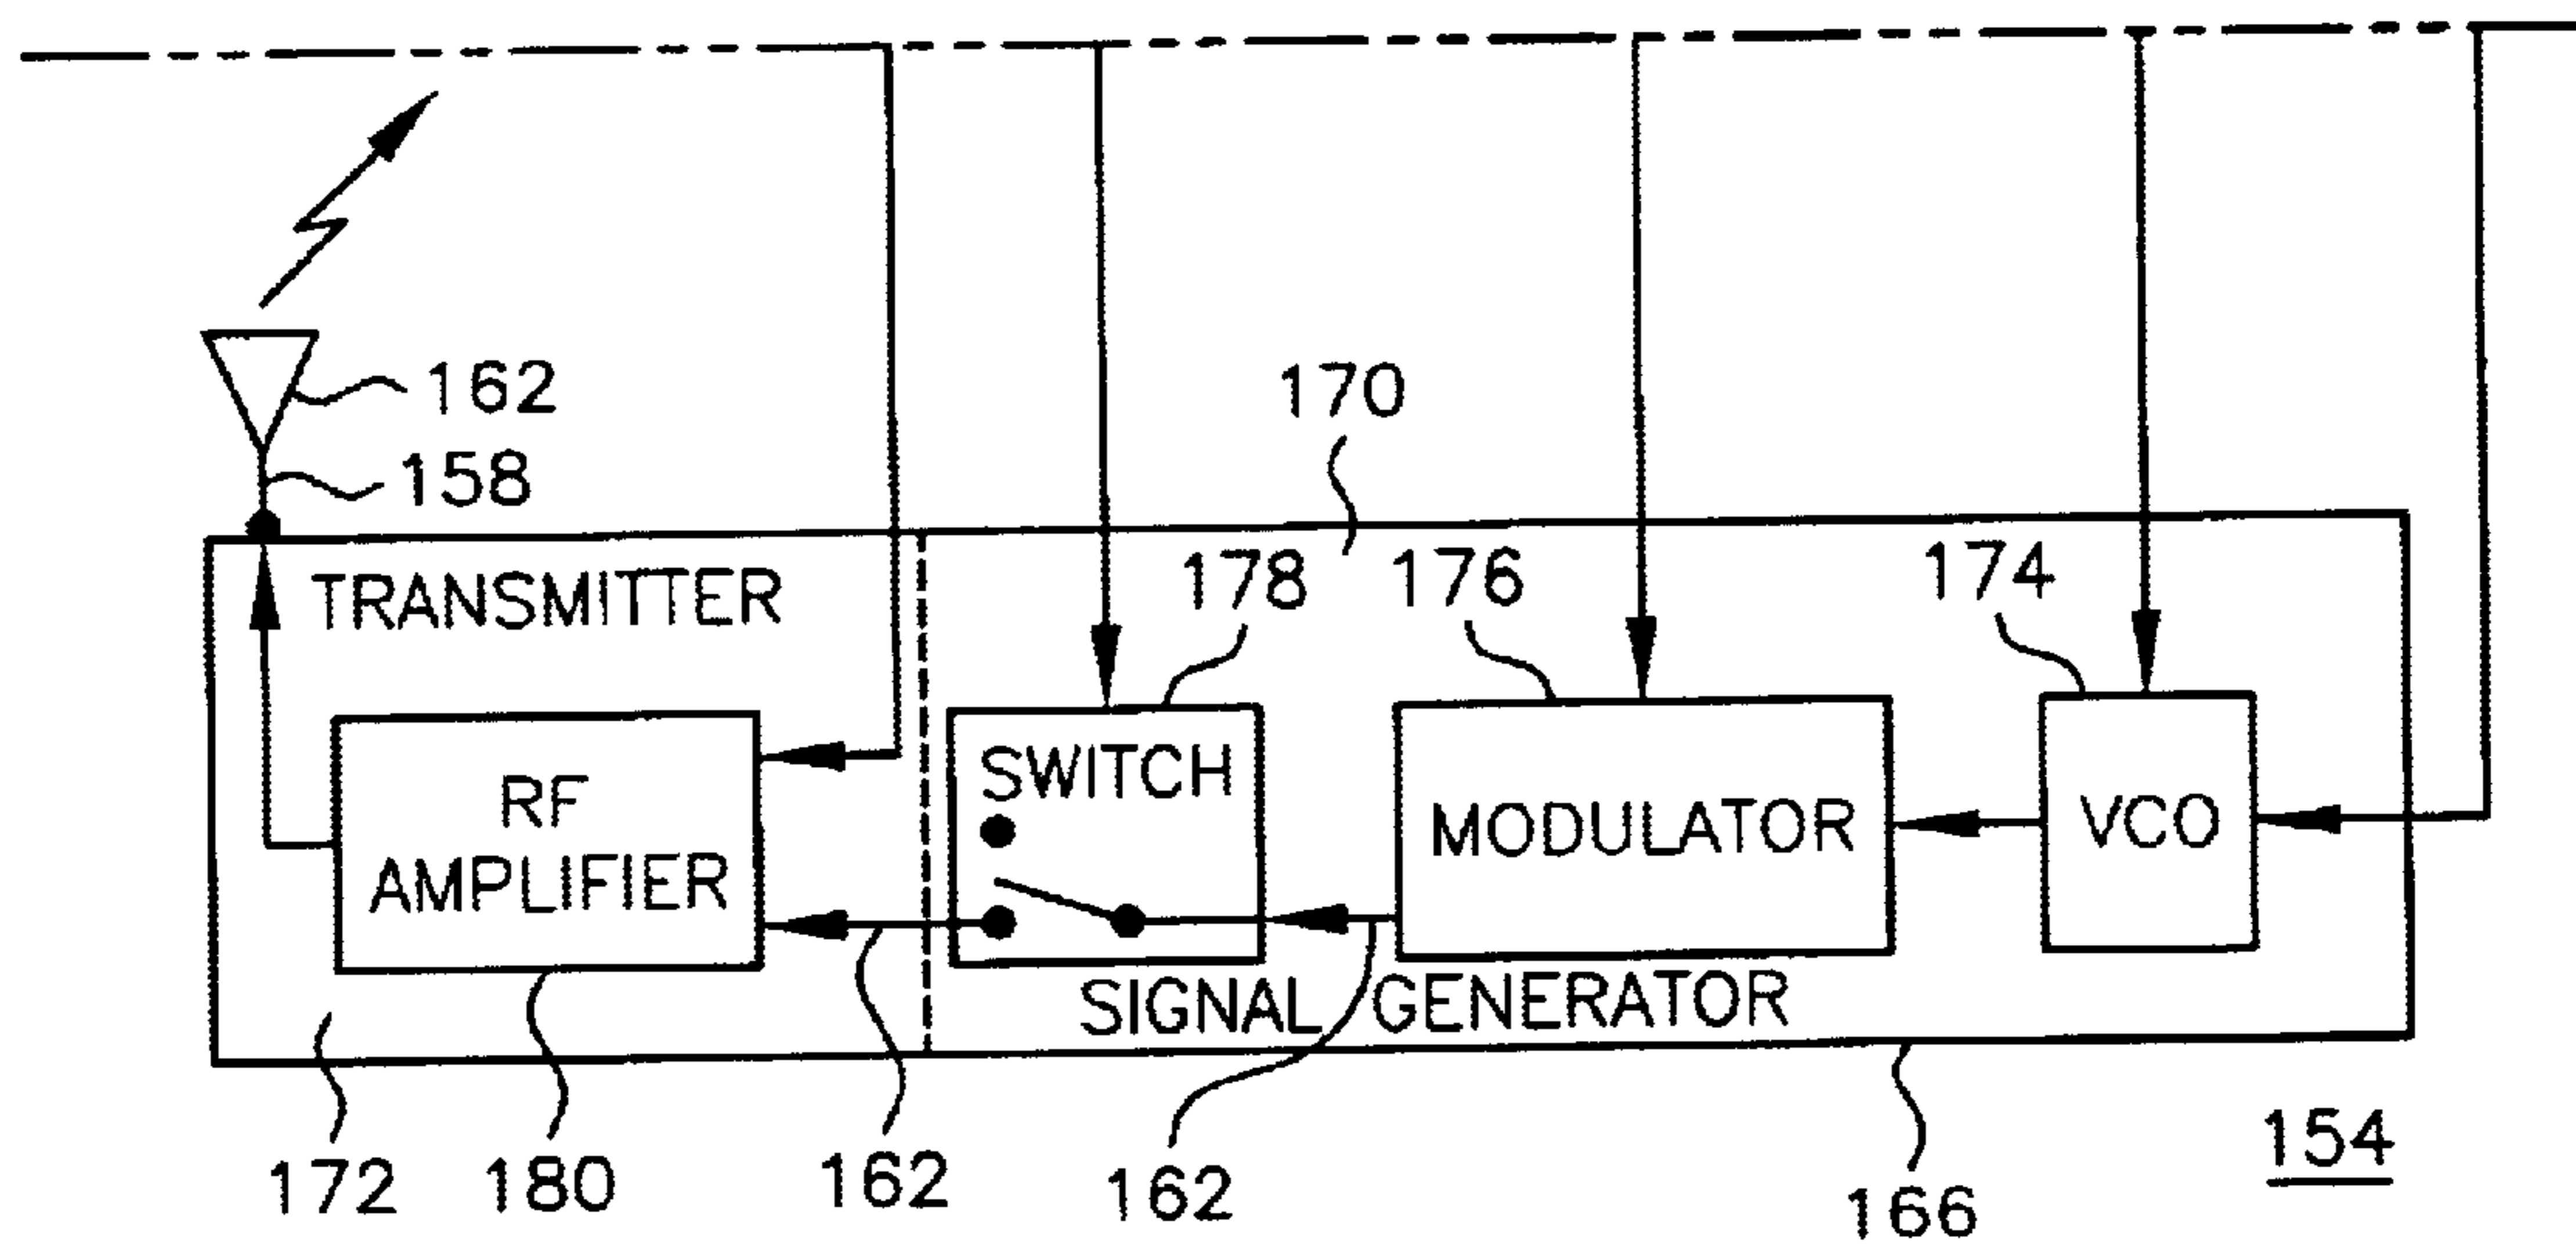 162
170
158
TRANSMITTER
178
176
174
SWITCH
RF
AMPLIFIER
MODULATOR
VCO
SIGNAL GENERATOR
172
180
162
162
166
154